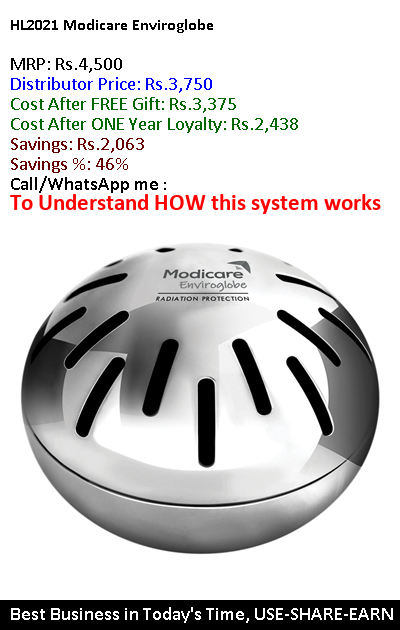 HL2021 Modicare Enviroglobe
MRP: Rs.4,500
Distributor Price: Rs.3,750
Cost After FREE Gift: Rs.3,375
Cost After ONE Year Loyalty: Rs.2,438
Savings: Rs.2,063
Savings %: 46%
Call/WhatsApp me :
To Understand HOW this system works
Modicare
Enviroglobe
RADIATION PROTECTION
Best Business in Today's Time, USE-SHARE-EARN